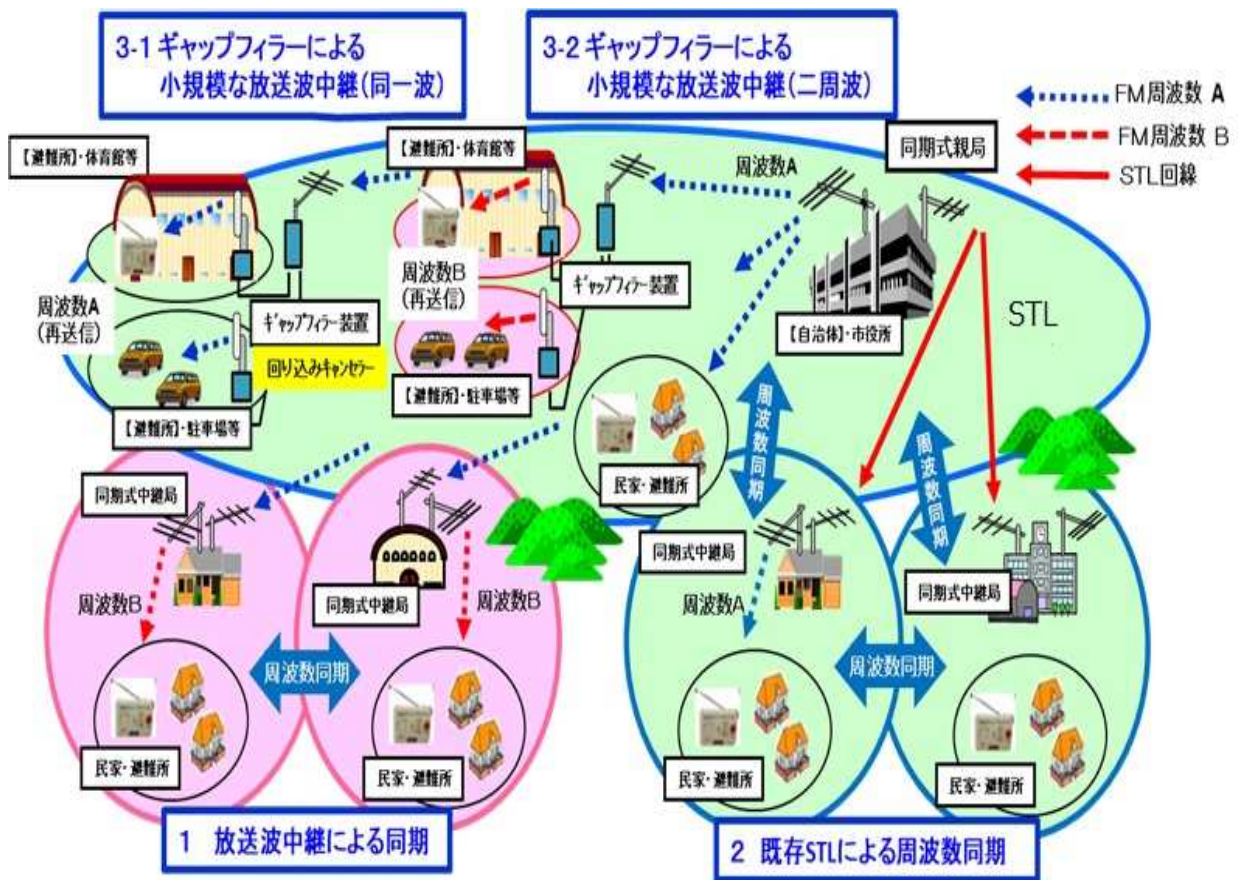 3-1 ギャップフィラーによる
小規模な放送波中継(同一波)
3-2 ギャップフィラーによる
小規模な放送波中継(二周波)
FM周波数 A
FM周波数 B
STL回線
同期式親局
【避難所】・体育館等
【避難所】・体育館等
周波数A
周波数A
(再送信)
周波数B
(再送信)
ギャップフィラー装置
ギャップフィラー装置
回り込みキャンセラー
【自治体】・市役所
STL
【避難所】・駐車場等
【避難所】・駐車場等
周波数同期
周波数同期
民家・避難所
同期式中継局
同期式中継局
同期式中継局
同期式中継局
周波数B
周波数B
周波数A
周波数同期
周波数同期
民家・避難所
民家・避難所
民家・避難所
民家・避難所
1 放送波中継による同期
2 既存STLによる周波数同期